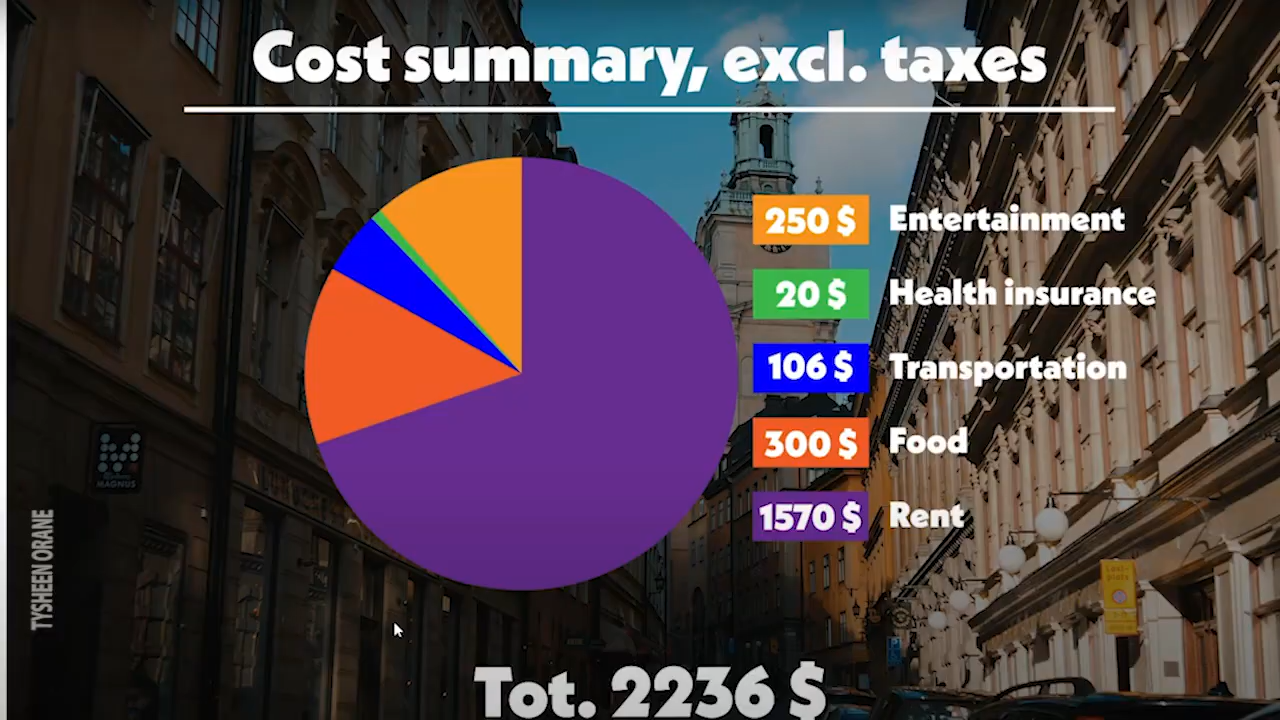 Cost summary, excl. taxes
250 $ Entertainment
20 $ Health insurance
106 $ Transportation
300 $ Food
1570 $ Rent
TYSHEEN ORANE
MAGNUS
Tot. 2236 $